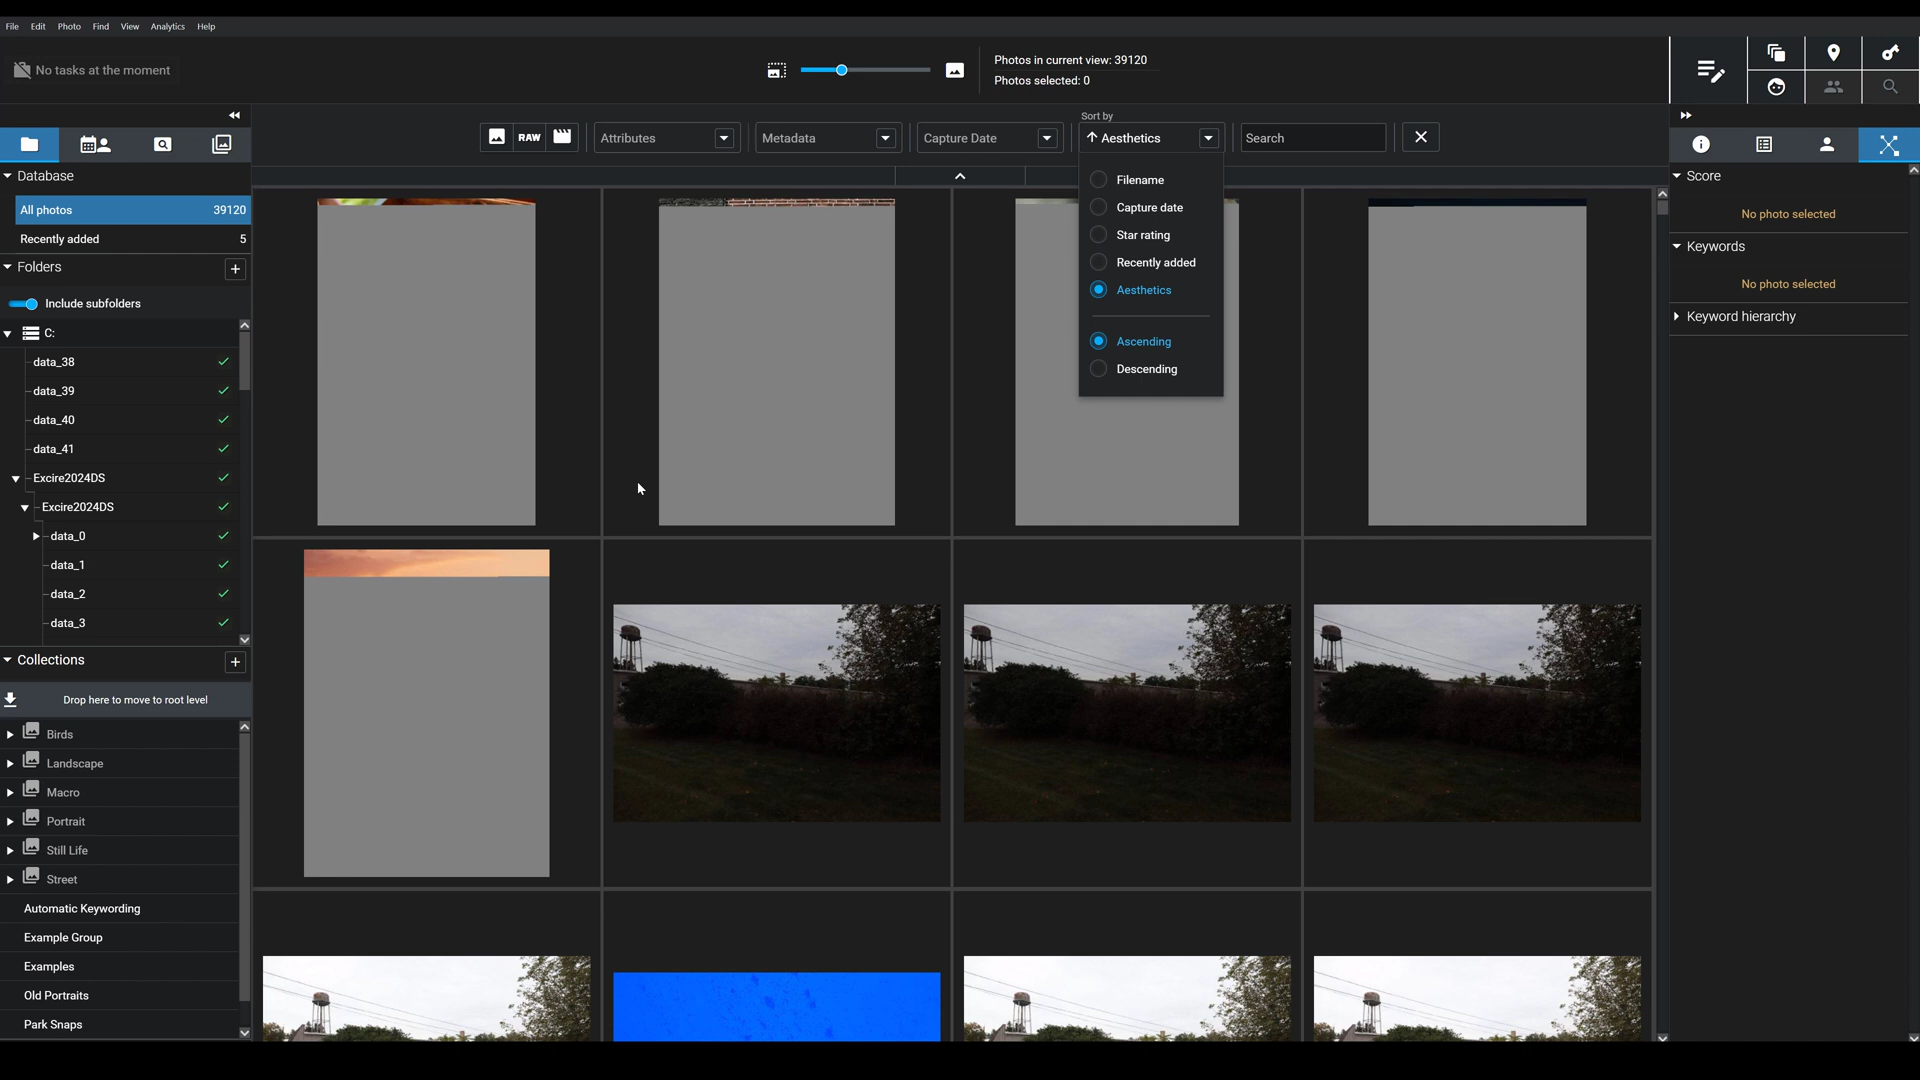 File Edit Photo Find View Analytics Help
No tasks at the moment
Photos in current view: 39120
Photos selected: 0
RAW
Attributes
Metadata
Capture Date
Sort by
Aesthetics
Search
Filename
Capture date
Star rating
Recently added
Aesthetics
Ascending
Descending
Database
All photos 39120
Recently added 5
Folders
Include subfolders
C:
data_38
data_39
data_40
data_41
Excire2024DS
Excire2024DS
data_0
data_1
data_2
data_3
Collections
Drop here to move to root level
Birds
Landscape
Macro
Portrait
Still Life
Street
Automatic Keywording
Example Group
Examples
Old Portraits
Park Snaps
Score
No photo selected
Keywords
No photo selected
Keyword hierarchy